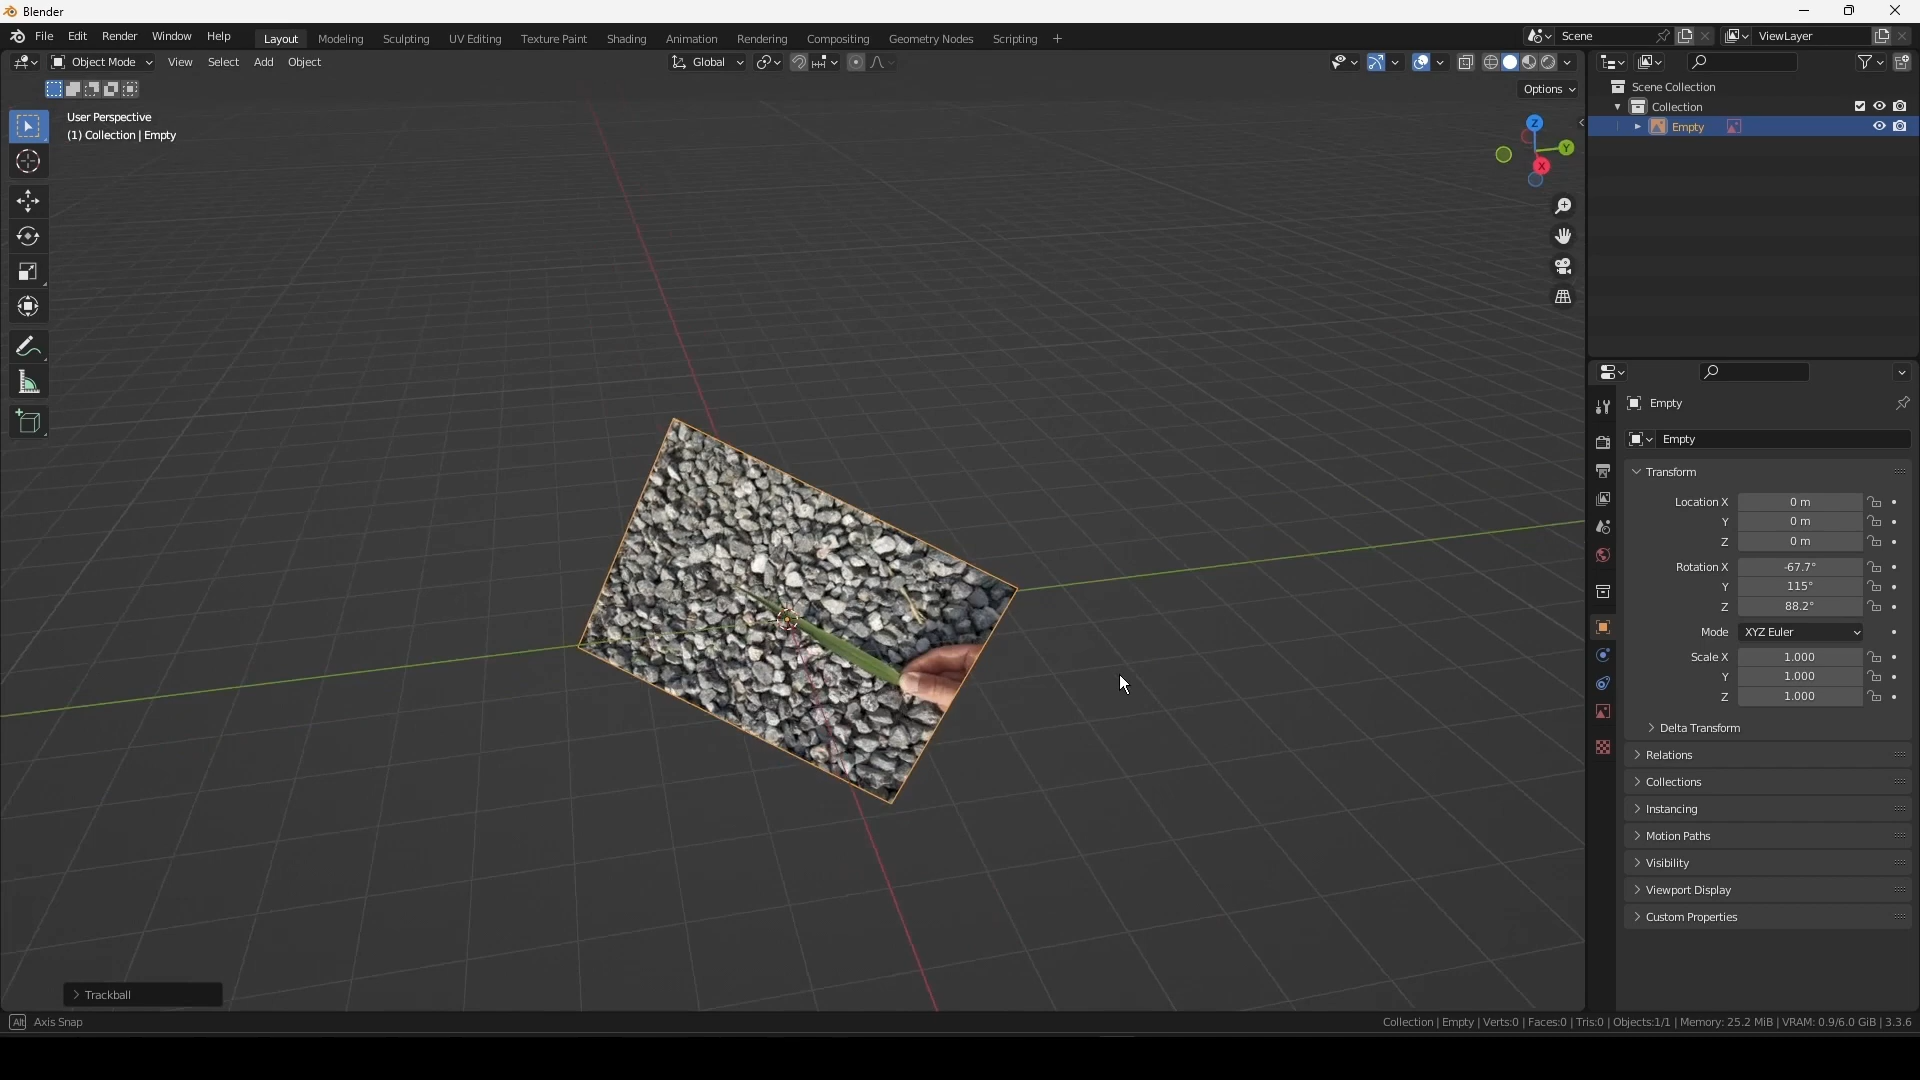 Blender
File Edit Render Window Help Layout Modeling Sculpting UV Editing Texture Paint Shading Animation Rendering Compositing Geometry Nodes Scripting + Scene ViewLayer
Object Mode View Select Add Object Global
Options
User Perspective
(1) Collection | Empty
Z
Y
X
Scene Collection
Collection
Empty
Empty
Empty
Transform
Location X 0 m
Y 0 m
Z 0 m
Rotation X -67.7°
Y 115°
Z 88.2°
Mode XYZ Euler
Scale X 1.000
Y 1.000
Z 1.000
Delta Transform
Relations
Collections
Instancing
Motion Paths
Visibility
Viewport Display
Custom Properties
Trackball
Alt Axis Snap
Collection | Empty | Verts:0 | Faces:0 | Tris:0 | Objects:1/1 | Memory: 25.2 MiB | VRAM: 0.9/6.0 GiB | 3.3.6